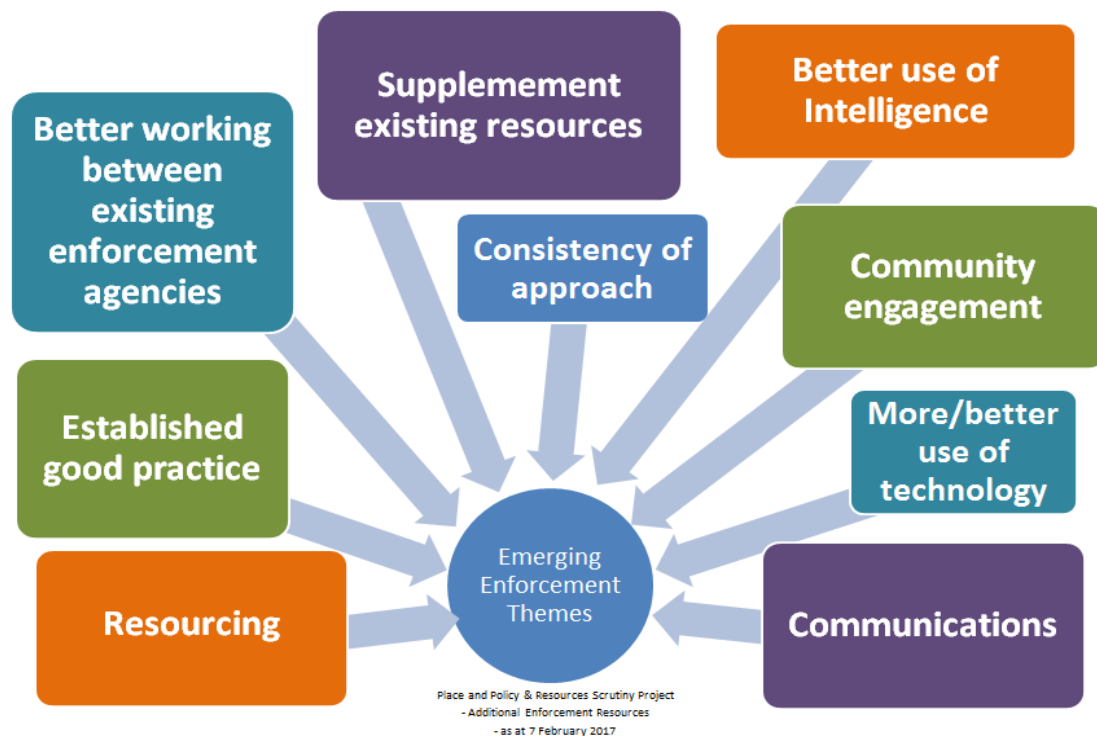 Supplemement
existing resources
Better use of
Intelligence
Better working
between
existing
enforcement
agencies
Consistency of
approach
Community
engagement
Established
good practice
More/better
use of
technology
Emerging
Enforcement
Themes
Resourcing
Communications
Place and Policy & Resources Scrutiny Project
- Additional Enforcement Resources
- as at 7 February 2017